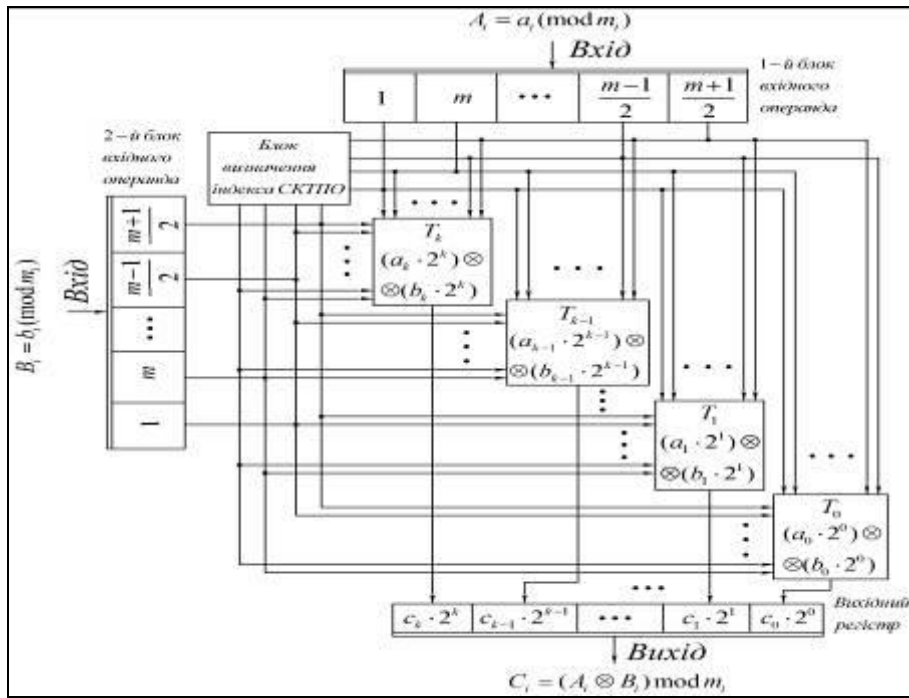 A_i = a_i (mod m_i)
Вхід
1–й блок
вхідного
операнда
1 m ••• m−1/2 m+1/2
2–й блок
вхідного
операнда
Блок
визначення
індекса СКТПО
m+1/2 m−1/2 ••• m 1
Вхід
B_i = b_i (mod m_i)
T_k
(a_k · 2^k) ⊗
⊗(b_k · 2^k)
T_{k−1}
(a_{k−1} · 2^{k−1}) ⊗
⊗(b_{k−1} · 2^{k−1})
T_1
(a_1 · 2^1) ⊗
⊗(b_1 · 2^1)
T_0
(a_0 · 2^0) ⊗
⊗(b_0 · 2^0)
c_k · 2^k c_{k−1} · 2^{k−1} ••• c_1 · 2^1 c_0 · 2^0
Вихідний
регістр
Вихід
C_i = (A_i ⊗ B_i) mod m_i